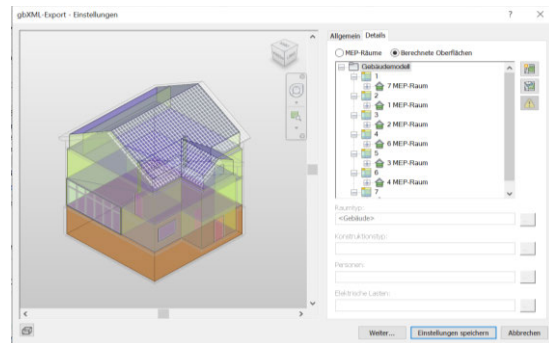 gbXML-Export - Einstellungen
Allgemein Details
MEP-Räume Berechnete Oberflächen
Gebäudemodell
1
7 MEP-Raum
2
1 MEP-Raum
3
2 MEP-Raum
4
6 MEP-Raum
5
3 MEP-Raum
6
4 MEP-Raum
7
Raumtyp:
<Gebäude>
Konstruktionstyp:
Personen:
Elektrische Lasten:
Weiter... Einstellungen speichern Abbrechen